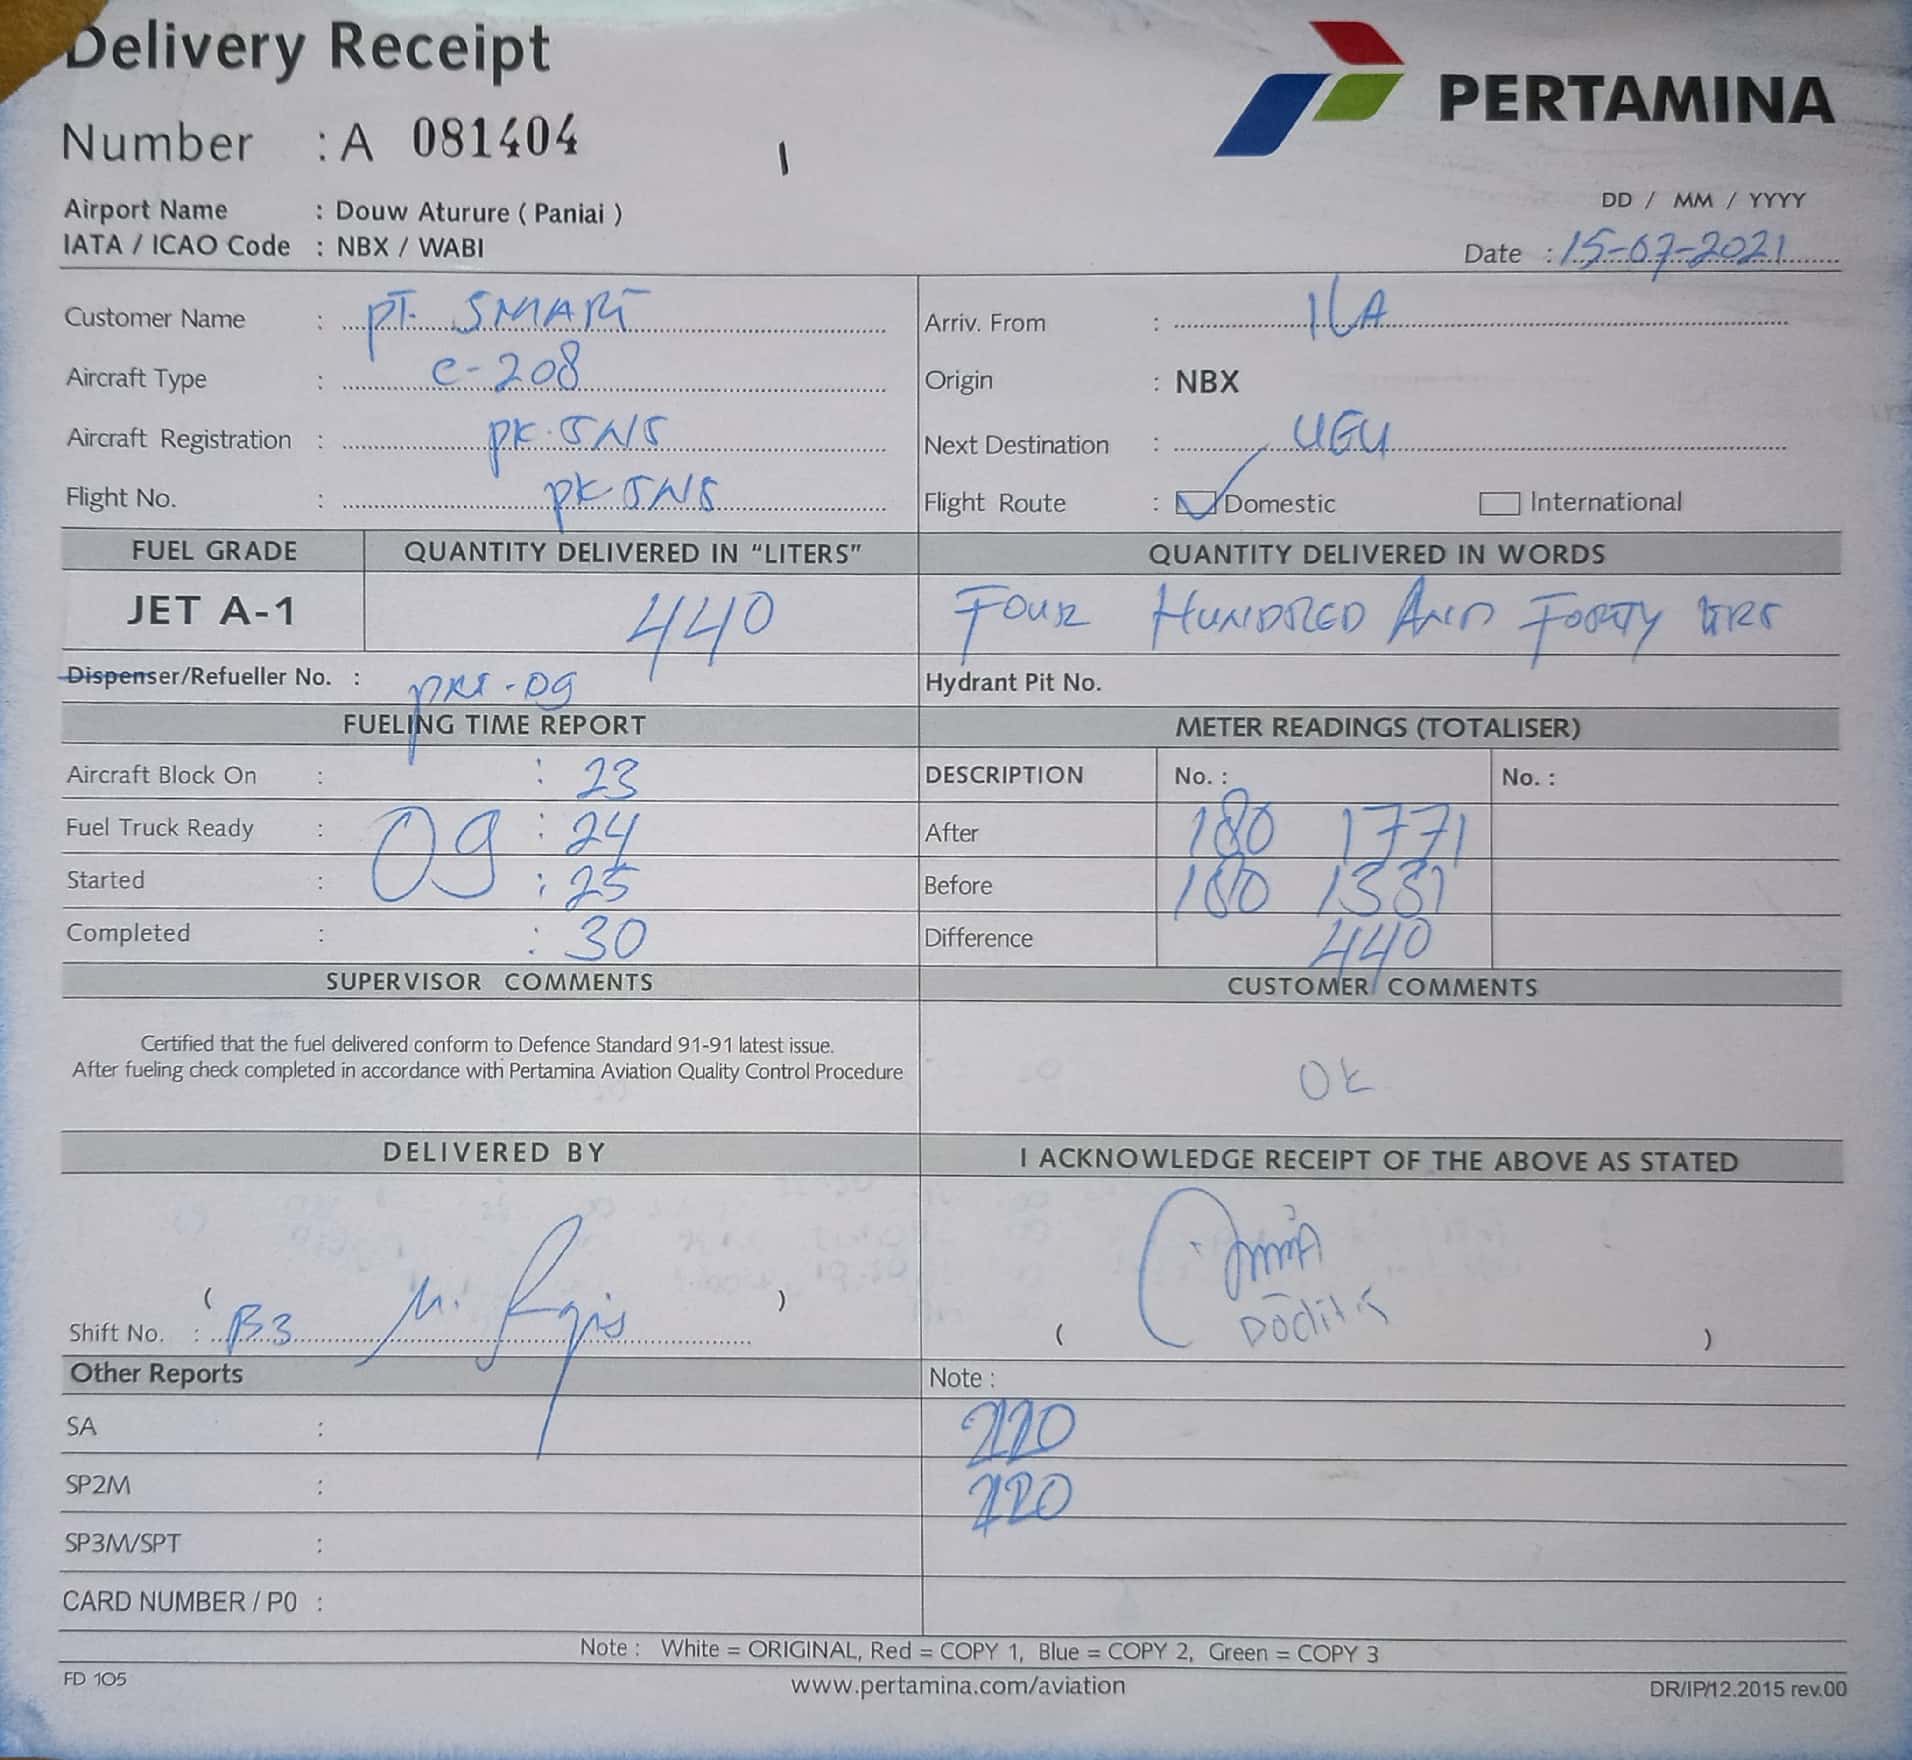 Delivery Receipt
PERTAMINA
Number : A 081404
DD / MM / YYYY
Airport Name : Douw Aturure ( Paniai )
IATA / ICAO Code : NBX / WABI
Date : 15-07-2021
Customer Name : PT. SMART
Arriv. From : ILA
Aircraft Type : C-208
Origin : NBX
Aircraft Registration : PK.SNS
Next Destination : UGU
Flight No. : PK SNS
Flight Route : Domestic International
FUEL GRADE QUANTITY DELIVERED IN "LITERS" QUANTITY DELIVERED IN WORDS
JET A-1 440 FOUR HUNDRED AND FORTY LTRS
Dispenser/Refueller No. : -09
Hydrant Pit No.
FUELING TIME REPORT METER READINGS (TOTALISER)
Aircraft Block On : : 23
DESCRIPTION No. : No. :
Fuel Truck Ready : 09 : 24
After 180 1771
Started : : 25
Before 180 1331
Completed : : 30
Difference 440
SUPERVISOR COMMENTS CUSTOMER COMMENTS
Certified that the fuel delivered conform to Defence Standard 91-91 latest issue.
After fueling check completed in accordance with Pertamina Aviation Quality Control Procedure
OK
DELIVERED BY I ACKNOWLEDGE RECEIPT OF THE ABOVE AS STATED
( )
Shift No. : B3
( )
Other Reports Note :
SA : 220
SP2M : 220
SP3M/SPT :
CARD NUMBER / P0 :
Note : White = ORIGINAL, Red = COPY 1, Blue = COPY 2, Green = COPY 3
FD 105 www.pertamina.com/aviation DR/IP/12.2015 rev.00